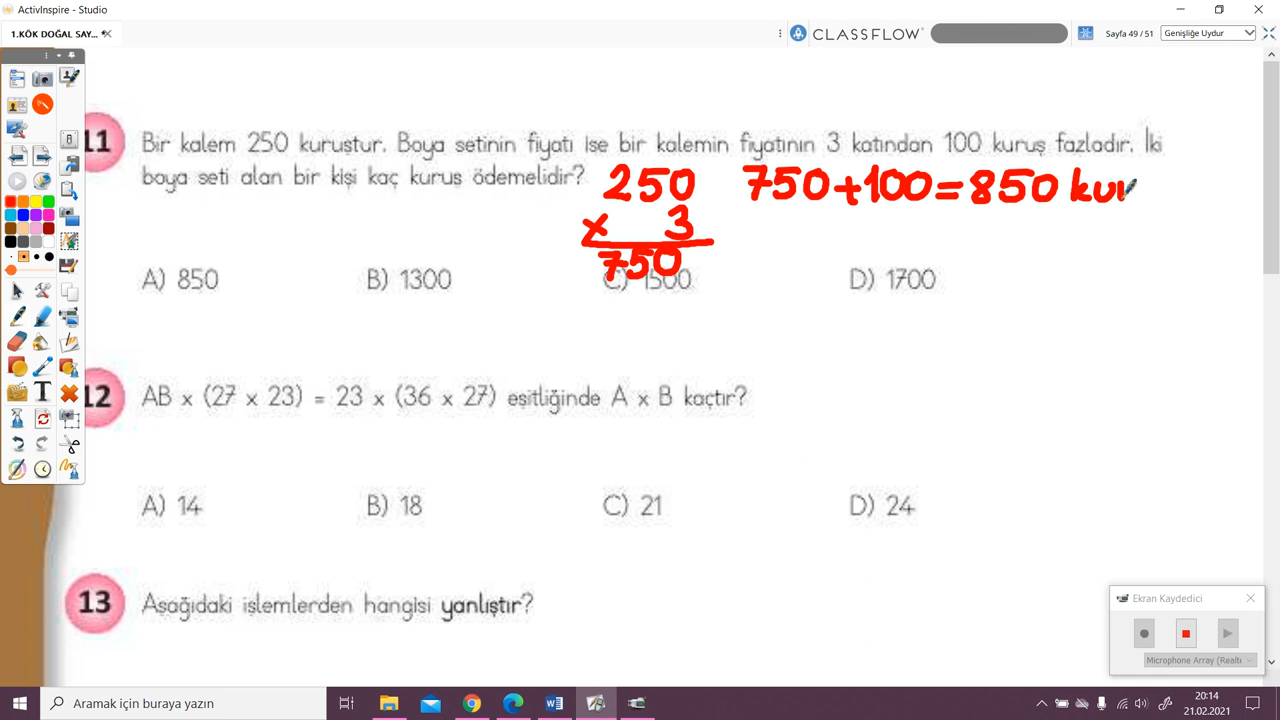 ActivInspire - Studio
1.KÖK DOĞAL SAY...
CLASSFLOW
Sayfa 49 / 51
Genişliğe Uydur
11
Bir kalem 250 kuruştur. Boya setinin fiyatı ise bir kalemin fiyatının 3 katından 100 kuruş fazladır. İki
boya seti alan bir kişi kaç kuruş ödemelidir?
250
x 3
750
750+100=850 kur
A) 850
B) 1300
C) 1500
D) 1700
12
AB x (27 x 23) = 23 x (36 x 27) eşitliğinde A x B kaçtır?
A) 14
B) 18
C) 21
D) 24
13
Aşağıdaki işlemlerden hangisi yanlıştır?
Ekran Kaydedici
Microphone Array (Realte
Aramak için buraya yazın
20:14
21.02.2021